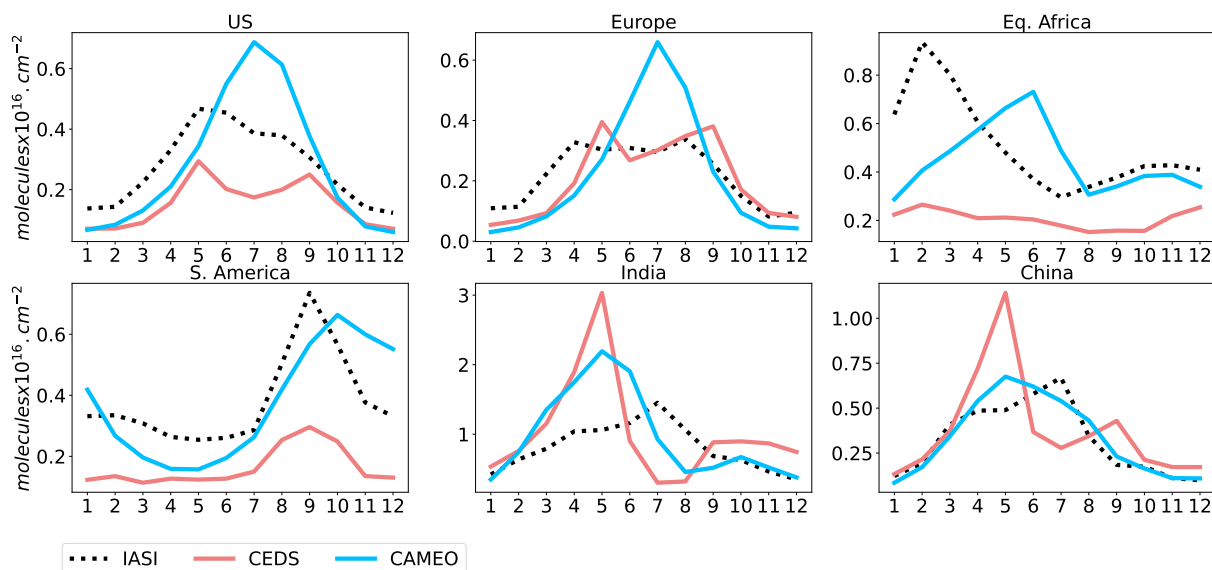 US Europe Eq. Africa
moleculesx10^{16}.cm^{-2}
0.6
0.4
0.2
0.6
0.4
0.2
0.0
0.8
0.6
0.4
0.2
1 2 3 4 5 6 7 8 9 10 11 12
1 2 3 4 5 6 7 8 9 10 11 12
1 2 3 4 5 6 7 8 9 10 11 12
S. America India China
moleculesx10^{16}.cm^{-2}
0.6
0.4
0.2
3
2
1
1.00
0.75
0.50
0.25
1 2 3 4 5 6 7 8 9 10 11 12
1 2 3 4 5 6 7 8 9 10 11 12
1 2 3 4 5 6 7 8 9 10 11 12
IASI CEDS CAMEO